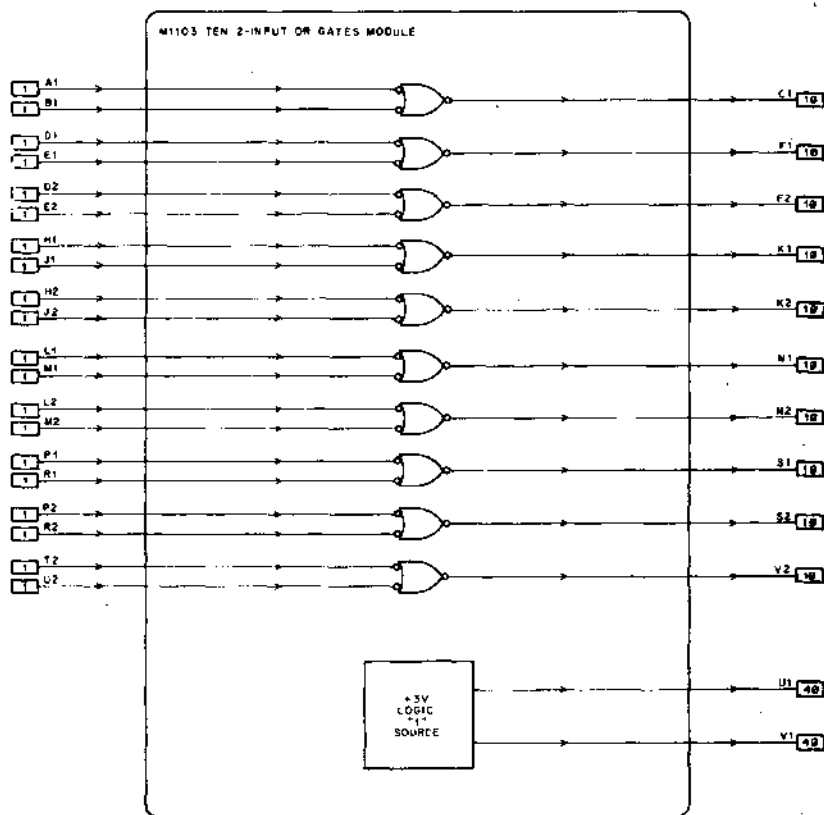 M1103 TEN 2-INPUT OR GATES MODULE
1 A1
1 B1
C1 10
1 D1
1 E1
F1 10
1 D2
1 E2
F2 10
1 H1
1 J1
K1 10
1 H2
1 J2
K2 10
1 L1
1 M1
N1 10
1 L2
1 M2
N2 10
1 P1
1 R1
S1 10
1 P2
1 R2
S2 10
1 T2
1 U2
V2 10
+3V
LOGIC
"1"
SOURCE
U1 40
V1 40